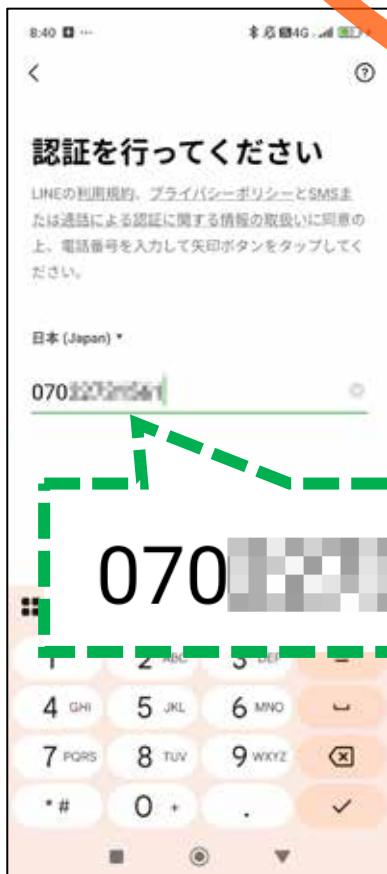 8:40
4G
認証を行ってください
LINEの利用規約、プライバシーポリシーとSMSま
たは通話による認証に関する情報の取扱いに同意の
上、電話番号を入力して矢印ボタンをタップしてく
ださい。
日本 (Japan)
070
070
1 2 ABC 3 DEF
4 GHI 5 JKL 6 MNO
7 PQRS 8 TUV 9 WXYZ
* # 0 + .